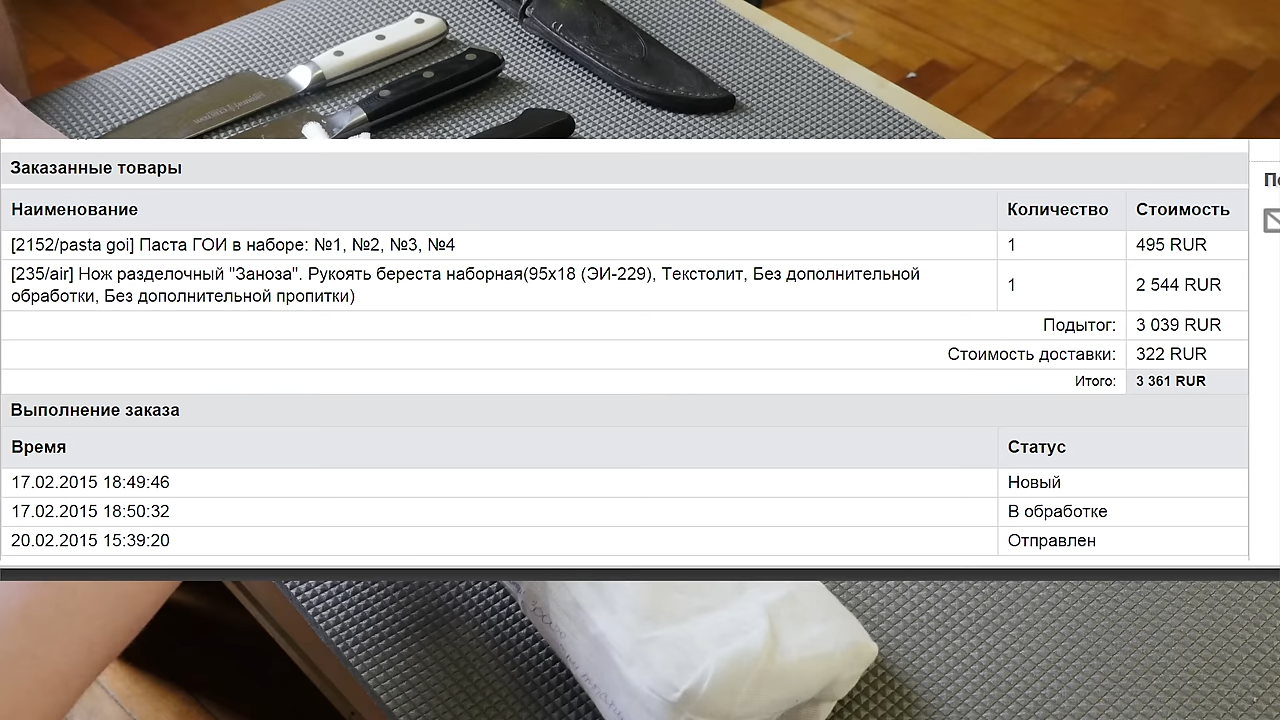 Заказанные товары
Наименование Количество Стоимость
[2152/pasta goi] Паста ГОИ в наборе: №1, №2, №3, №4 1 495 RUR
[235/air] Нож разделочный "Заноза". Рукоять береста наборная(95х18 (ЭИ-229), Текстолит, Без дополнительной
обработки, Без дополнительной пропитки) 1 2 544 RUR
Подытог: 3 039 RUR
Стоимость доставки: 322 RUR
Итого: 3 361 RUR
Выполнение заказа
Время Статус
17.02.2015 18:49:46 Новый
17.02.2015 18:50:32 В обработке
20.02.2015 15:39:20 Отправлен